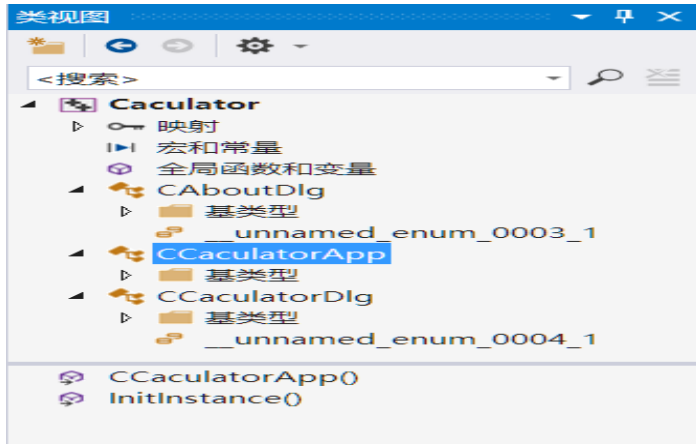 类视图
<搜索>
Caculator
映射
宏和常量
全局函数和变量
CAboutDlg
基类型
__unnamed_enum_0003_1
CCaculatorApp
基类型
CCaculatorDlg
基类型
__unnamed_enum_0004_1
CCaculatorApp()
InitInstance()